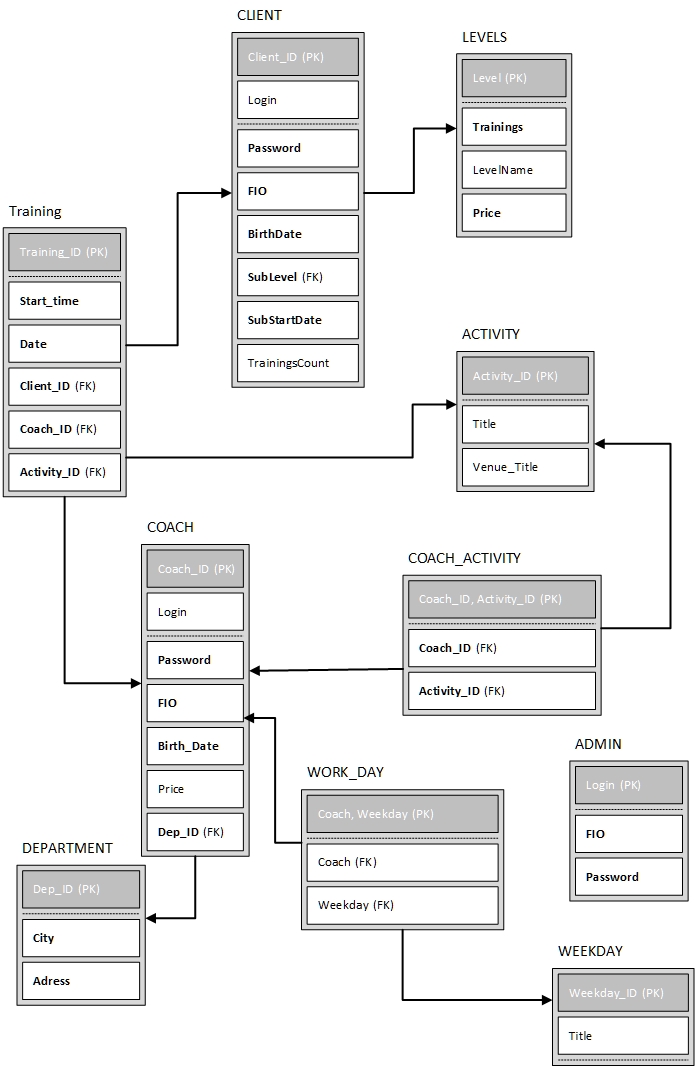 CLIENT
Client_ID (PK)
Login
Password
FIO
BirthDate
SubLevel (FK)
SubStartDate
TrainingsCount
LEVELS
Level (PK)
Trainings
LevelName
Price
Training
Training_ID (PK)
Start_time
Date
Client_ID (FK)
Coach_ID (FK)
Activity_ID (FK)
ACTIVITY
Activity_ID (PK)
Title
Venue_Title
COACH
Coach_ID (PK)
Login
Password
FIO
Birth_Date
Price
Dep_ID (FK)
COACH_ACTIVITY
Coach_ID, Activity_ID (PK)
Coach_ID (FK)
Activity_ID (FK)
ADMIN
Login (PK)
FIO
Password
WORK_DAY
Coach, Weekday (PK)
Coach (FK)
Weekday (FK)
DEPARTMENT
Dep_ID (PK)
City
Adress
WEEKDAY
Weekday_ID (PK)
Title